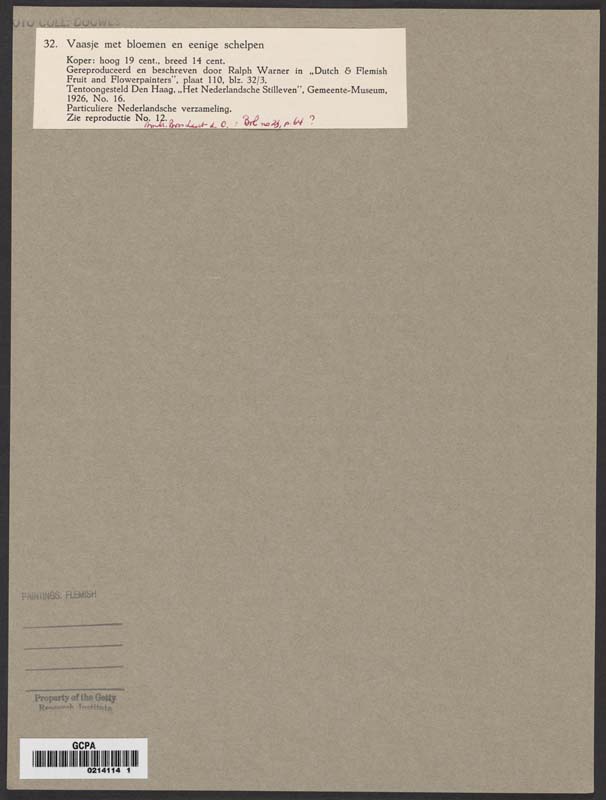 FOTO COLL. DOUWES
32. Vaasje met bloemen en eenige schelpen
Koper: hoog 19 cent., breed 14 cent.
Gereproduceerd en beschreven door Ralph Warner in „Dutch & Flemish
Fruit and Flowerpainters”, plaat 110, blz. 32/3.
Tentoongesteld Den Haag, „Het Nederlandsche Stilleven”, Gemeente-Museum,
1926, No. 16.
Particuliere Nederlandsche verzameling.
Zie reproductie No. 12.
Bosschaert d. O. : Bol no 28, p. 64 ?
PAINTINGS, FLEMISH
Property of the Getty
Research Institute
GCPA
0214114 1